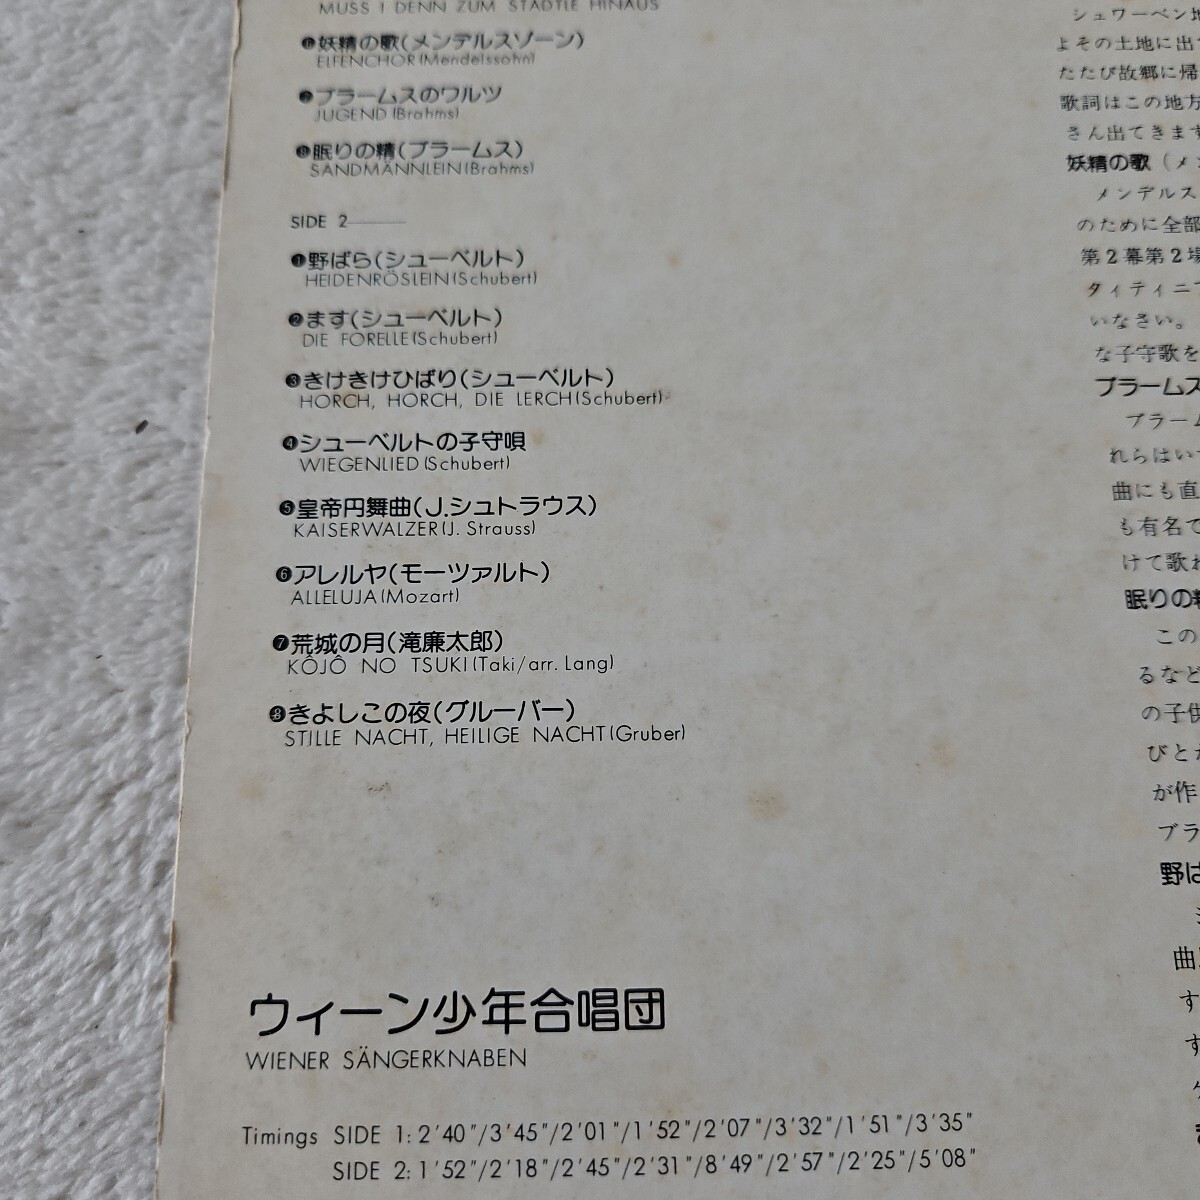 MUSS I DENN ZUM STÄDTLE HINAUS
❻妖精の歌(メンデルスゾーン)
ELFENCHOR(Mendelssohn)
❼ブラームスのワルツ
JUGEND(Brahms)
❽眠りの精(ブラームス)
SANDMÄNNLEIN(Brahms)
SIDE 2
❶野ばら(シューベルト)
HEIDENRÖSLEIN(Schubert)
❷ます(シューベルト)
DIE FORELLE(Schubert)
❸きけきけひばり(シューベルト)
HORCH, HORCH, DIE LERCH(Schubert)
❹シューベルトの子守唄
WIEGENLIED(Schubert)
❺皇帝円舞曲(J.シュトラウス)
KAISERWALZER(J. Strauss)
❻アレルヤ(モーツァルト)
ALLELUJA(Mozart)
❼荒城の月(滝廉太郎)
KÔJÔ NO TSUKI(Taki/arr. Lang)
❽きよしこの夜(グルーバー)
STILLE NACHT, HEILIGE NACHT(Gruber)
ウィーン少年合唱団
WIENER SÄNGERKNABEN
Timings SIDE 1: 2'40"/3'45"/2'01"/1'52"/2'07"/3'32"/1'51"/3'35"
SIDE 2: 1'52"/2'18"/2'45"/2'31"/8'49"/2'57"/2'25"/5'08"
シュワーベン地
よその土地に出て
たたび故郷に帰
歌詞はこの地方
さん出てきます
妖精の歌(メン
メンデルス
のために全部
第2幕第2場
タイティニア
いなさい。
な子守歌を
ブラームス
ブラーム
れらはいず
曲にも直
も有名で
けて歌わ
眠りの精
この
るなど
の子供
びとか
が作
ブラ
野ば
曲
す
す